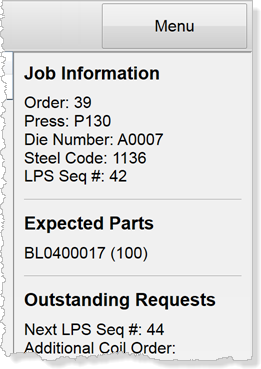 Menu
Job Information
Order: 39
Press: P130
Die Number: A0007
Steel Code: 1136
LPS Seq #: 42
Expected Parts
BL0400017 (100)
Outstanding Requests
Next LPS Seq #: 44
Additional Coil Order: